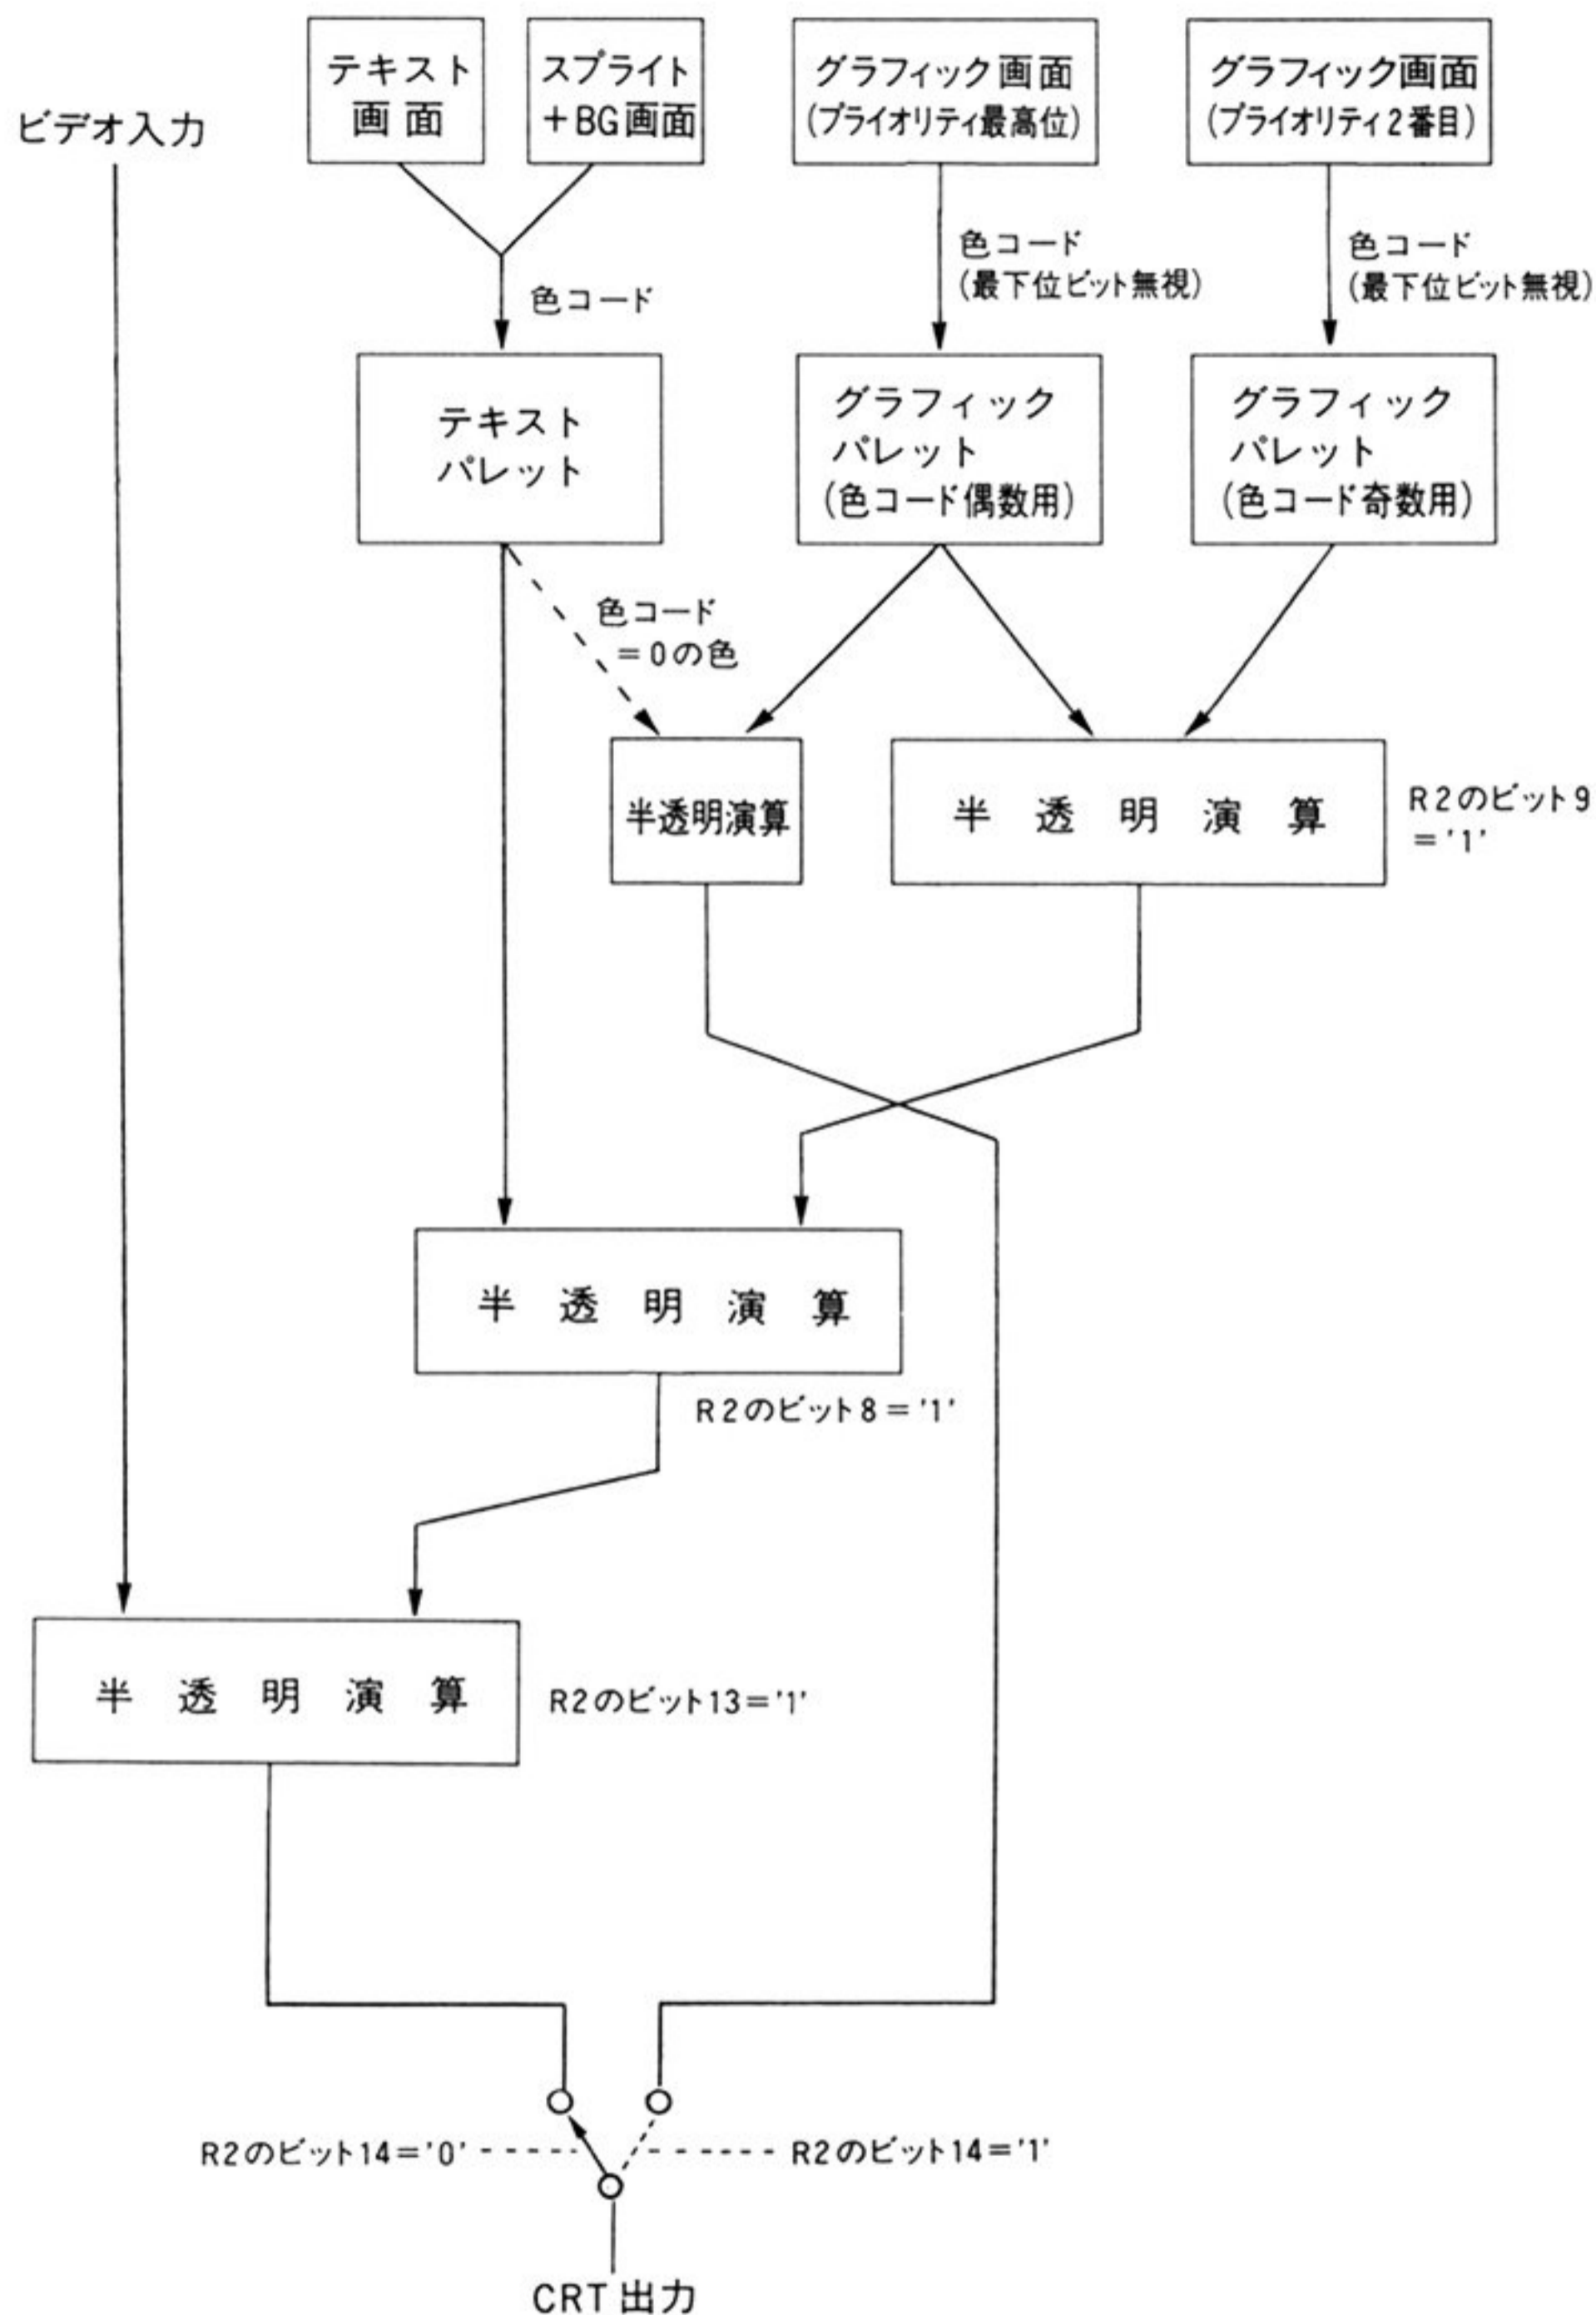 テキスト
画面
スプライト
+BG画面
グラフィック画面
(プライオリティ最高位)
グラフィック画面
(プライオリティ2番目)
ビデオ入力
色コード
色コード
(最下位ビット無視)
色コード
(最下位ビット無視)
テキスト
パレット
グラフィック
パレット
(色コード偶数用)
グラフィック
パレット
(色コード奇数用)
色コード
=0の色
半透明演算
半透明演算
R2のビット9
='1'
半透明演算
R2のビット8='1'
半透明演算
R2のビット13='1'
R2のビット14='0'
R2のビット14='1'
CRT出力